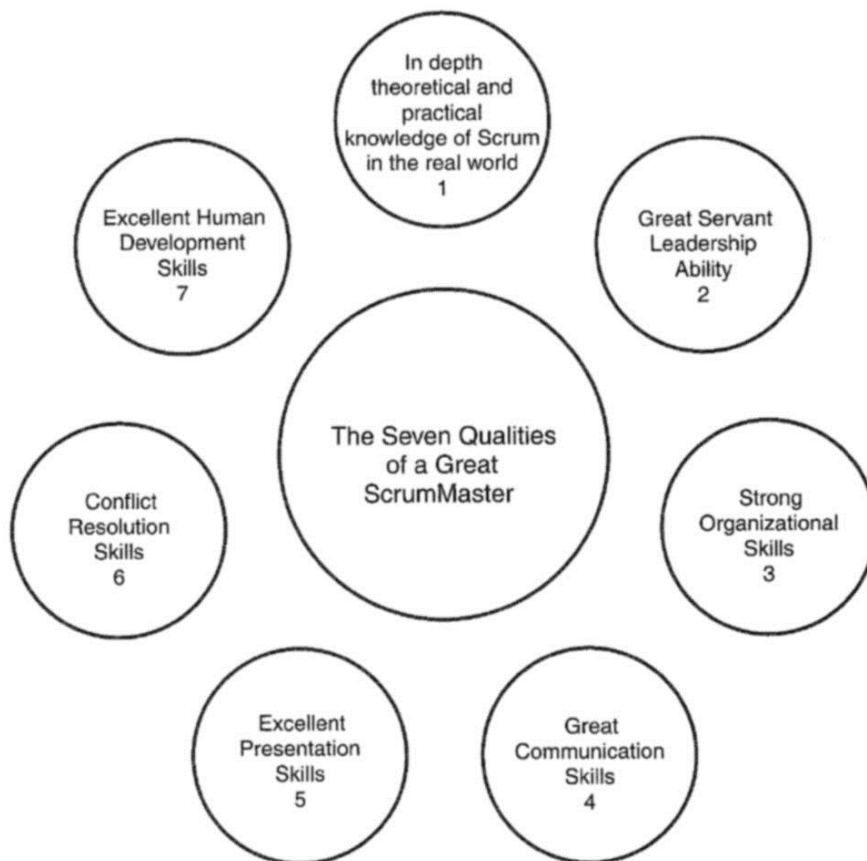 The Seven Qualities
of a Great
ScrumMaster
In depth
theoretical and
practical
knowledge of Scrum
in the real world
1
Great Servant
Leadership
Ability
2
Strong
Organizational
Skills
3
Great
Communication
Skills
4
Excellent
Presentation
Skills
5
Conflict
Resolution
Skills
6
Excellent Human
Development
Skills
7